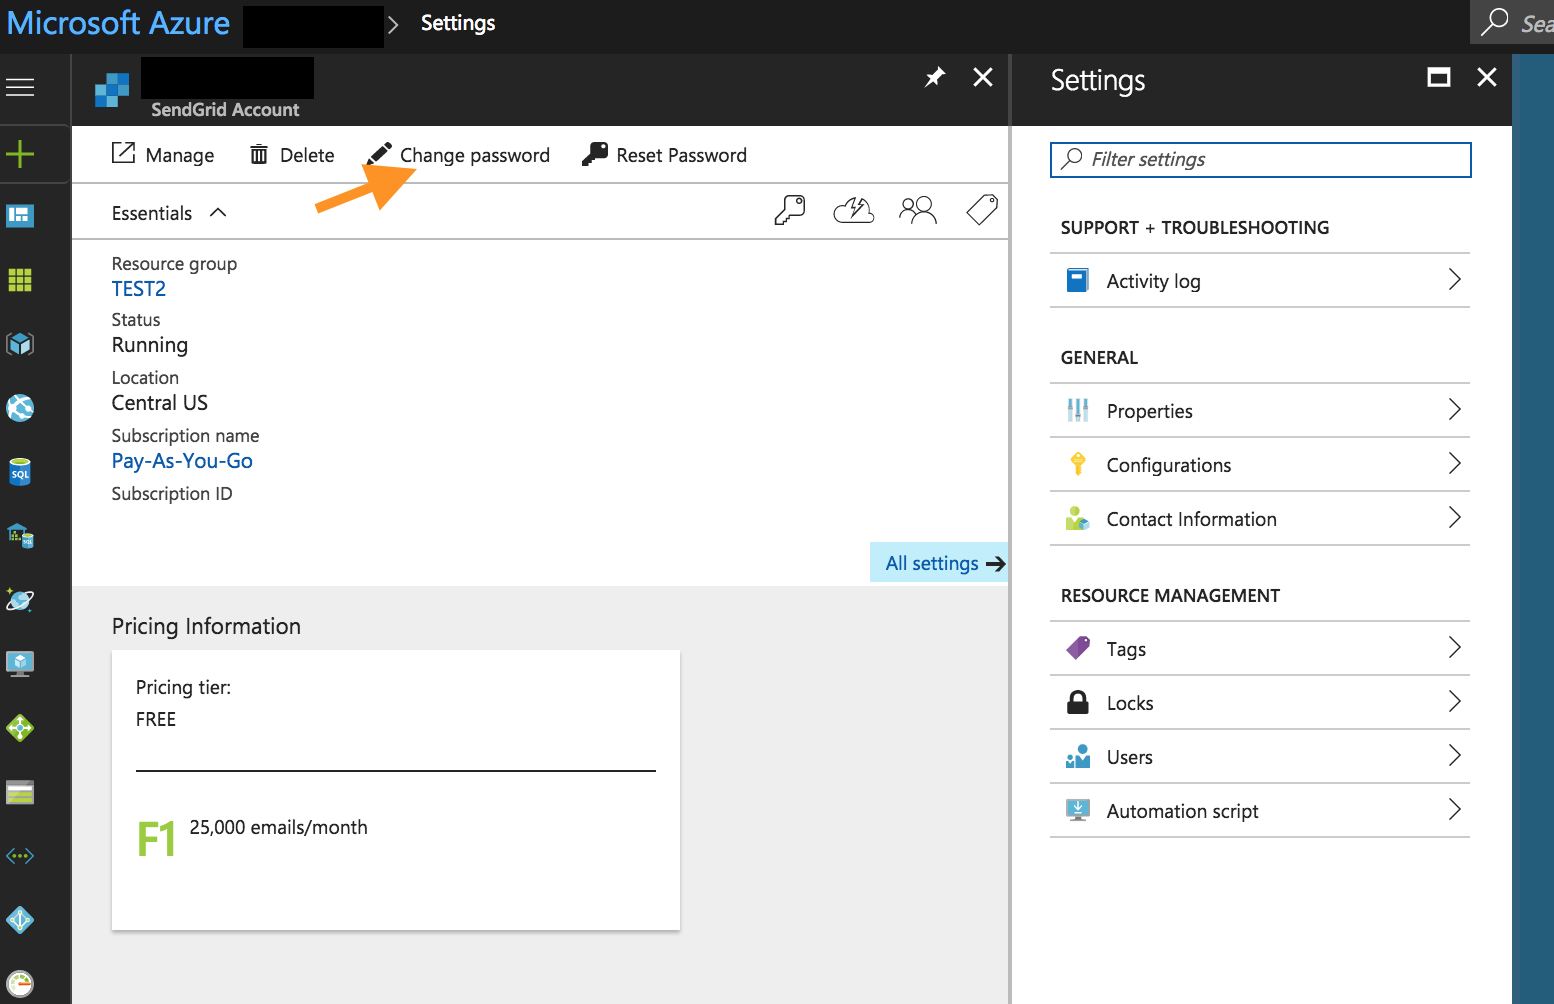 Microsoft Azure
Settings
Sea
SendGrid Account
Settings
Manage
Delete
Change password
Reset Password
Filter settings
Essentials
SUPPORT + TROUBLESHOOTING
Resource group
TEST2
Activity log
Status
Running
GENERAL
Location
Central US
Properties
Subscription name
Pay-As-You-Go
Configurations
Subscription ID
Contact Information
All settings
RESOURCE MANAGEMENT
Pricing Information
Tags
Pricing tier:
FREE
Locks
Users
Automation script
F1
25,000 emails/month
SQL
SQL